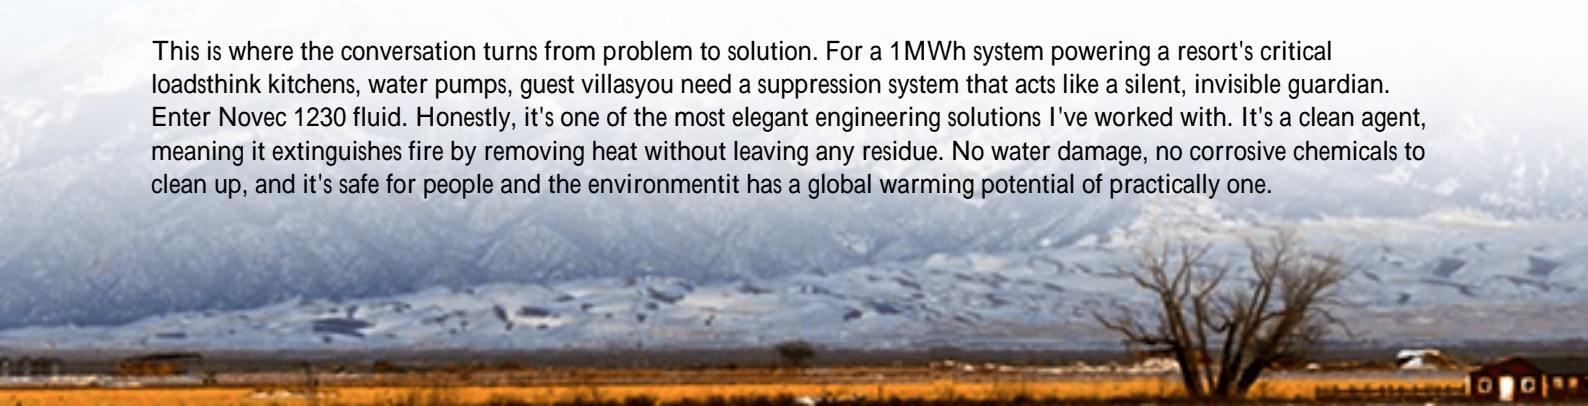 This is where the conversation turns from problem to solution. For a 1MWh system powering a resort's critical
loadsthink kitchens, water pumps, guest villasyou need a suppression system that acts like a silent, invisible guardian.
Enter Novec 1230 fluid. Honestly, it's one of the most elegant engineering solutions I've worked with. It's a clean agent,
meaning it extinguishes fire by removing heat without leaving any residue. No water damage, no corrosive chemicals to
clean up, and it's safe for people and the environmentit has a global warming potential of practically one.